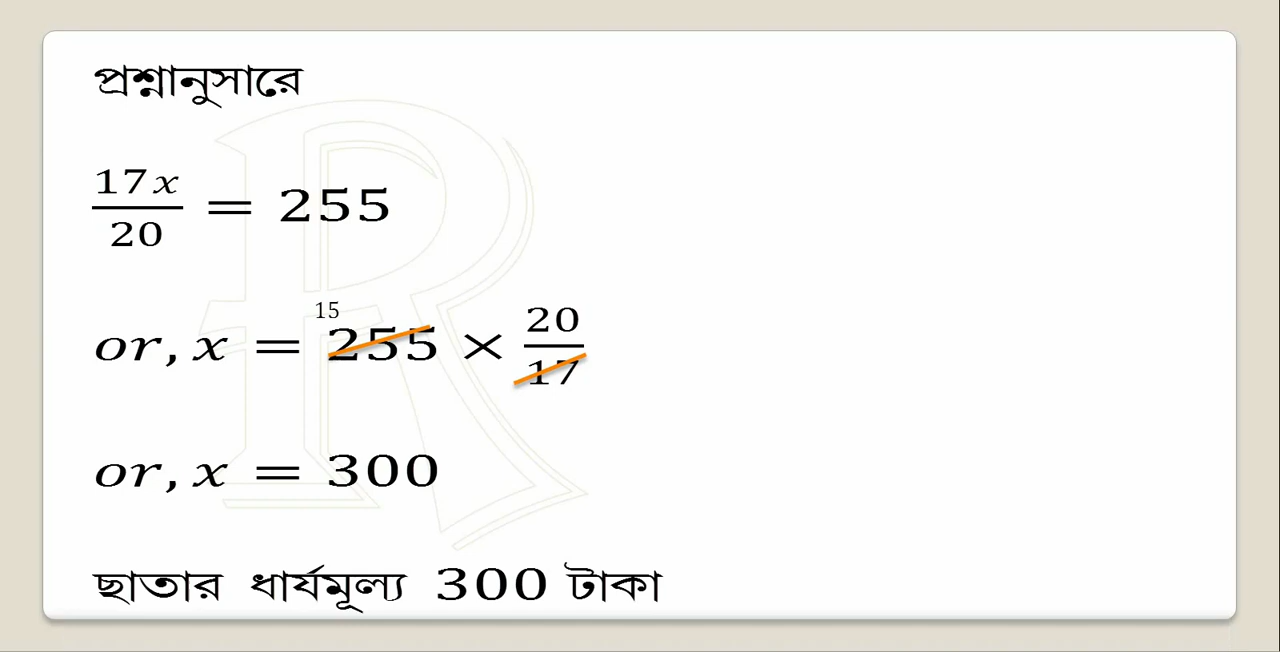 প্রশ্নানুসারে
17x/20 = 255
or, x = 15 255 × 20/17
or, x = 300
ছাতার ধার্যমূল্য 300 টাকা